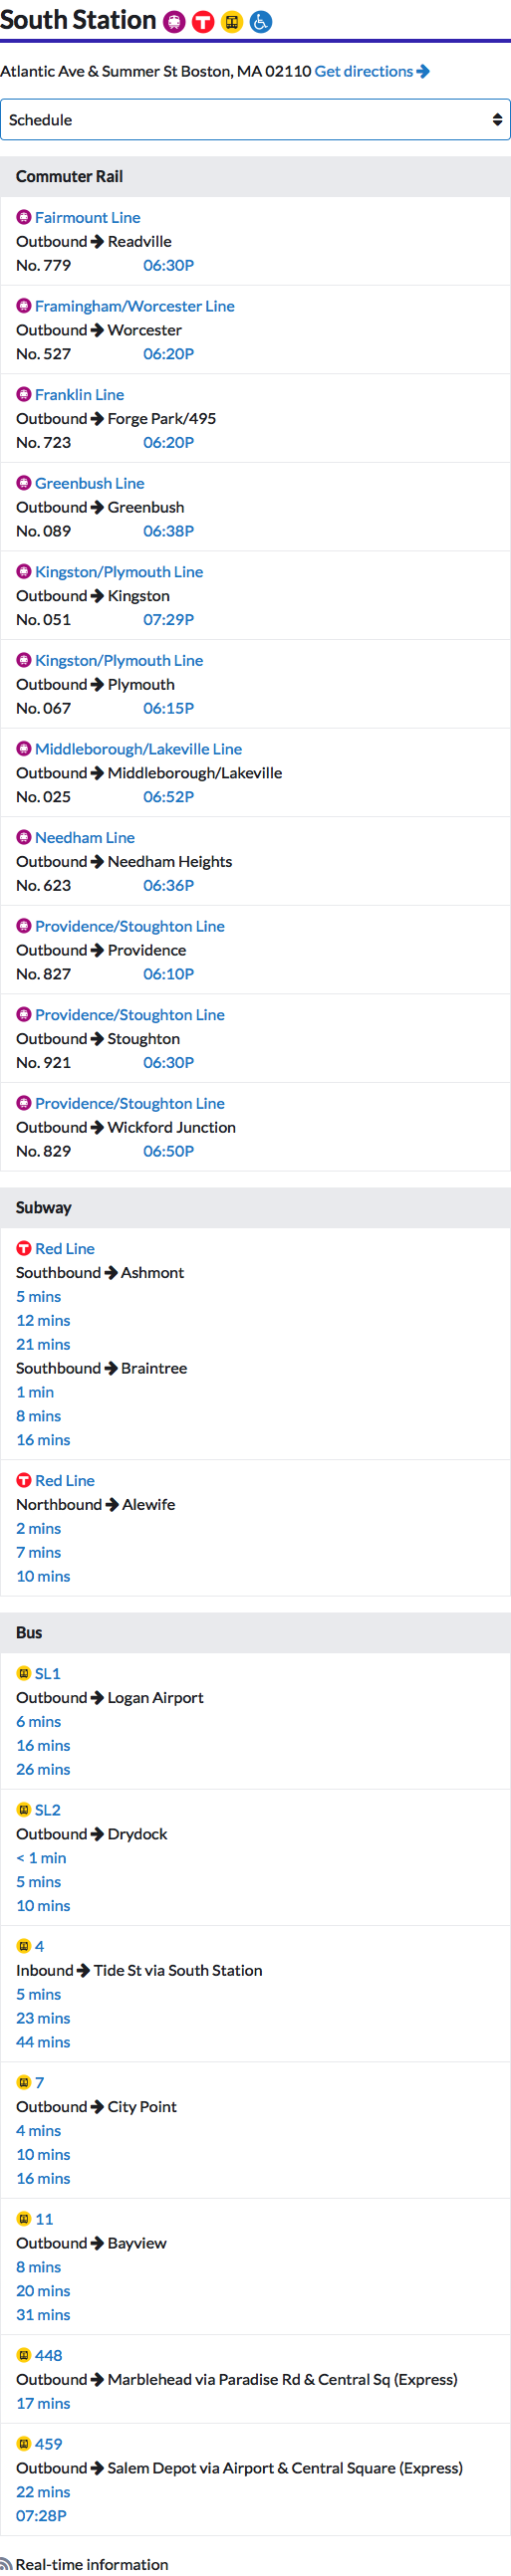 South Station
Atlantic Ave & Summer St Boston, MA 02110 Get directions
Schedule
Commuter Rail
Fairmount Line
Outbound → Readville
No. 779 06:30P
Framingham/Worcester Line
Outbound → Worcester
No. 527 06:20P
Franklin Line
Outbound → Forge Park/495
No. 723 06:20P
Greenbush Line
Outbound → Greenbush
No. 089 06:38P
Kingston/Plymouth Line
Outbound → Kingston
No. 051 07:29P
Kingston/Plymouth Line
Outbound → Plymouth
No. 067 06:15P
Middleborough/Lakeville Line
Outbound → Middleborough/Lakeville
No. 025 06:52P
Needham Line
Outbound → Needham Heights
No. 623 06:36P
Providence/Stoughton Line
Outbound → Providence
No. 827 06:10P
Providence/Stoughton Line
Outbound → Stoughton
No. 921 06:30P
Providence/Stoughton Line
Outbound → Wickford Junction
No. 829 06:50P
Subway
Red Line
Southbound → Ashmont
5 mins
12 mins
21 mins
Southbound → Braintree
1 min
8 mins
16 mins
Red Line
Northbound → Alewife
2 mins
7 mins
10 mins
Bus
SL1
Outbound → Logan Airport
6 mins
16 mins
26 mins
SL2
Outbound → Drydock
< 1 min
5 mins
10 mins
4
Inbound → Tide St via South Station
5 mins
23 mins
44 mins
7
Outbound → City Point
4 mins
10 mins
16 mins
11
Outbound → Bayview
8 mins
20 mins
31 mins
448
Outbound → Marblehead via Paradise Rd & Central Sq (Express)
17 mins
459
Outbound → Salem Depot via Airport & Central Square (Express)
22 mins
07:28P
Real-time information